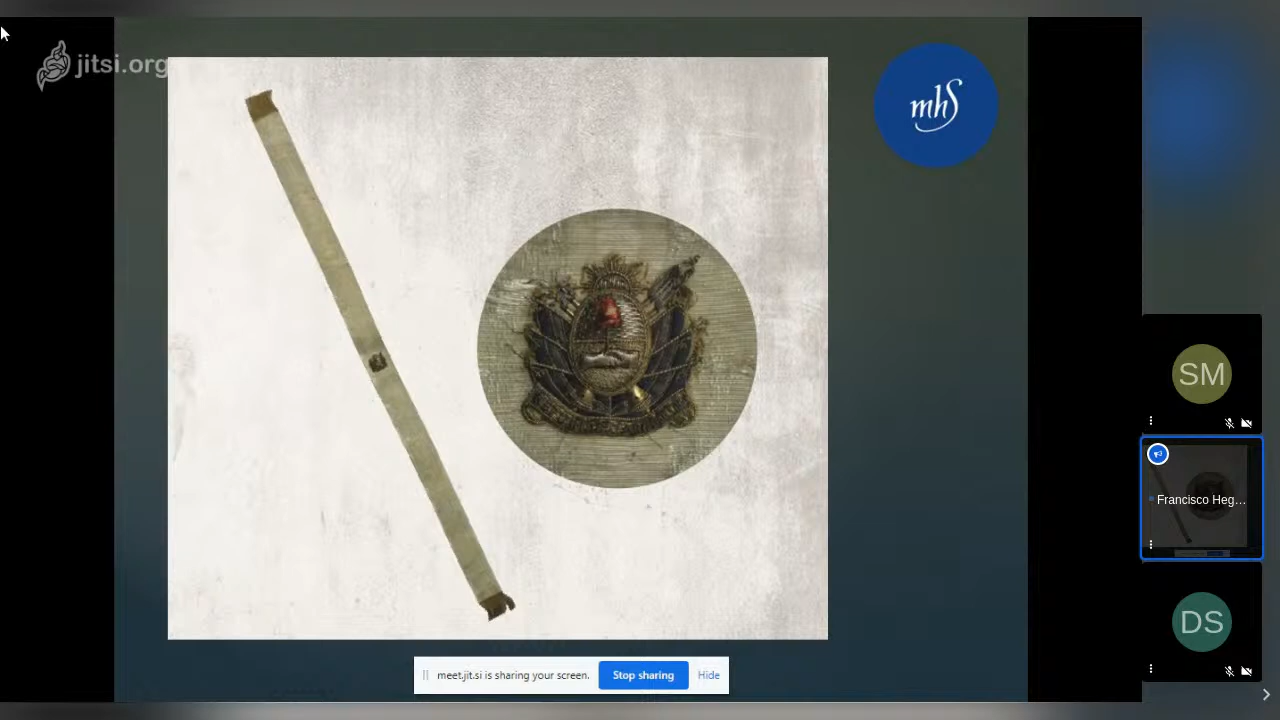 jitsi.org
mhS
SM
Francisco Heg...
DS
meet.jit.si is sharing your screen.
Stop sharing
Hide